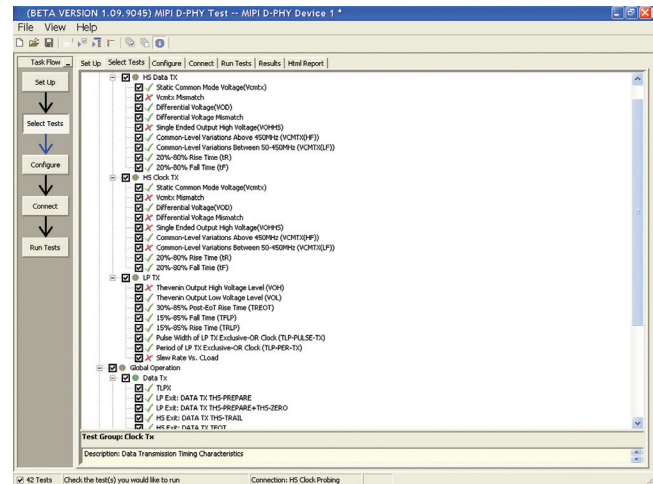 (BETA VERSION 1.09.9045) MIPI D-PHY Test -- MIPI D-PHY Device 1 *
File View Help
Task Flow
Set Up Select Tests Configure Connect Run Tests Results Html Report
Set Up
Select Tests
Configure
Connect
Run Tests
HS Data TX
Static Common Mode Voltage(Vcmtx)
Vcmtx Mismatch
Differential Voltage(VOD)
Differential Voltage Mismatch
Single Ended Output High Voltage(VOHHS)
Common-Level Variations Above 450MHz (VCMTX(HF))
Common-Level Variations Between 50-450MHz (VCMTX(LF))
20%-80% Rise Time (tR)
20%-80% Fall Time (tF)
HS Clock TX
Static Common Mode Voltage(Vcmtx)
Vcmtx Mismatch
Differential Voltage(VOD)
Differential Voltage Mismatch
Single Ended Output High Voltage(VOHHS)
Common-Level Variations Above 450MHz (VCMTX(HF))
Common-Level Variations Between 50-450MHz (VCMTX(LF))
20%-80% Rise Time (tR)
20%-80% Fall Time (tF)
LP TX
Thevenin Output High Voltage Level (VOH)
Thevenin Output Low Voltage Level (VOL)
30%-85% Post-EoT Rise Time (TREOT)
15%-85% Fall Time (TFLP)
15%-85% Rise Time (TRLP)
Pulse Width of LP TX Exclusive-OR Clock (TLP-PULSE-TX)
Period of LP TX Exclusive-OR Clock (TLP-PER-TX)
Slew Rate Vs. CLoad
Global Operation
Data Tx
TLPX
LP Exit: DATA TX THS-PREPARE
LP Exit: DATA TX THS-PREPARE+THS-ZERO
HS Exit: DATA TX THS-TRAIL
HS Exit: DATA TX TEOT
Test Group: Clock Tx
Description: Data Transmission Timing Characteristics
42 Tests Check the test(s) you would like to run Connection: HS Clock Probing